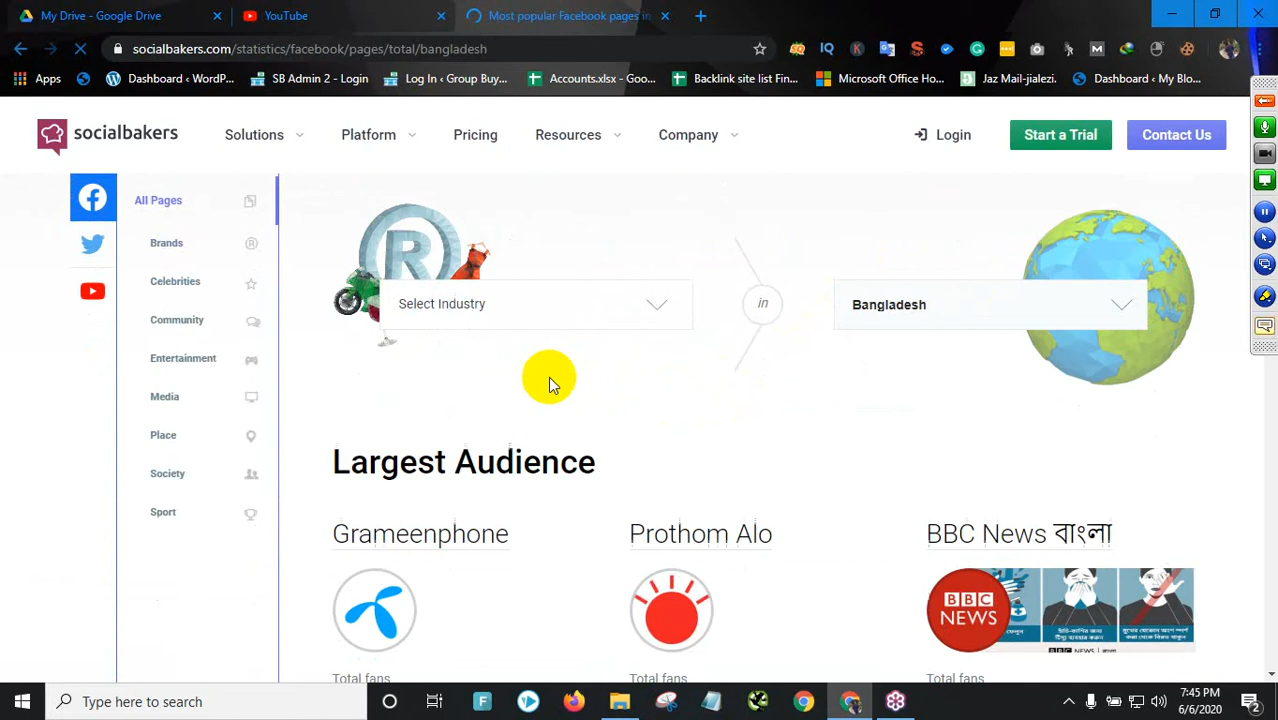 My Drive - Google Drive
YouTube
Most popular Facebook pages in
socialbakers.com/statistics/facebook/pages/total/bangladesh
Apps
Dashboard ‹ WordP...
SB Admin 2 - Login
Log In ‹ Group Buy...
Accounts.xlsx - Goo...
Backlink site list Fin...
Microsoft Office Ho...
Jaz Mail-jialezi.
Dashboard ‹ My Blo...
socialbakers
Solutions
Platform
Pricing
Resources
Company
Login
Start a Trial
Contact Us
All Pages
Brands
Celebrities
Community
Entertainment
Media
Place
Society
Sport
Select Industry
in
Bangladesh
Largest Audience
Grameenphone
Prothom Alo
BBC News বাংলা
BBC
NEWS
Total fans
Total fans
Total fans
Type here to search
7:45 PM
6/6/2020